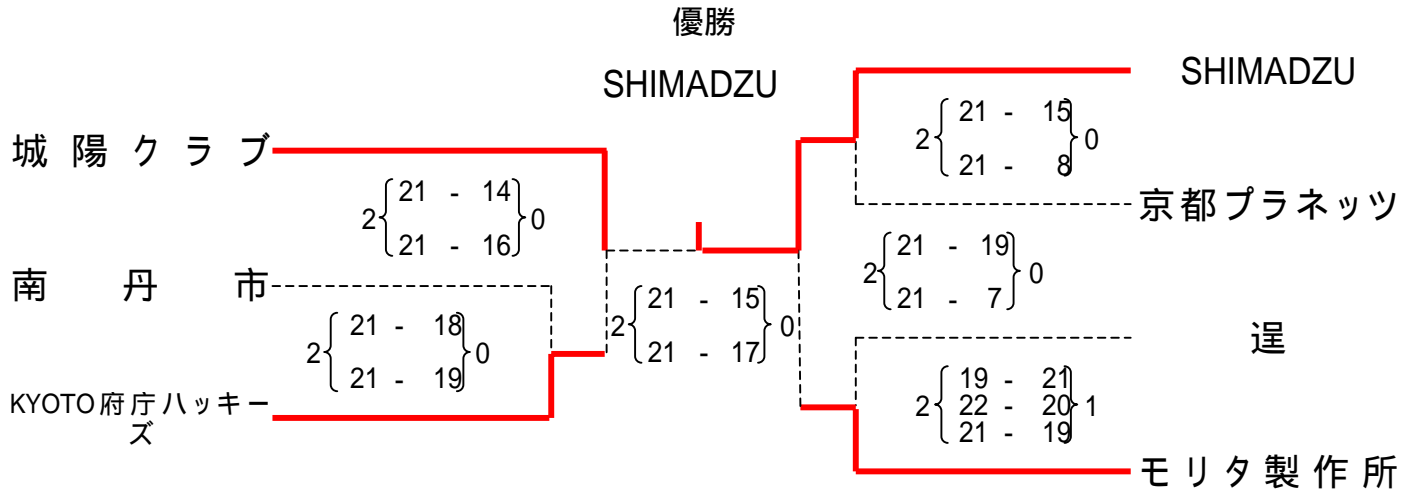 優勝
SHIMADZU
SHIMADZU
2 21 - 15 0
21 - 8
城陽クラブ
2 21 - 14 0
21 - 16
京都プラネッツ
2 21 - 19 0
21 - 7
南丹市
2 21 - 15 0
21 - 17
2 21 - 18 0
21 - 19
逞
KYOTO府庁ハッキー
ズ
19 - 21
2 22 - 20 1
21 - 19
モリタ製作所